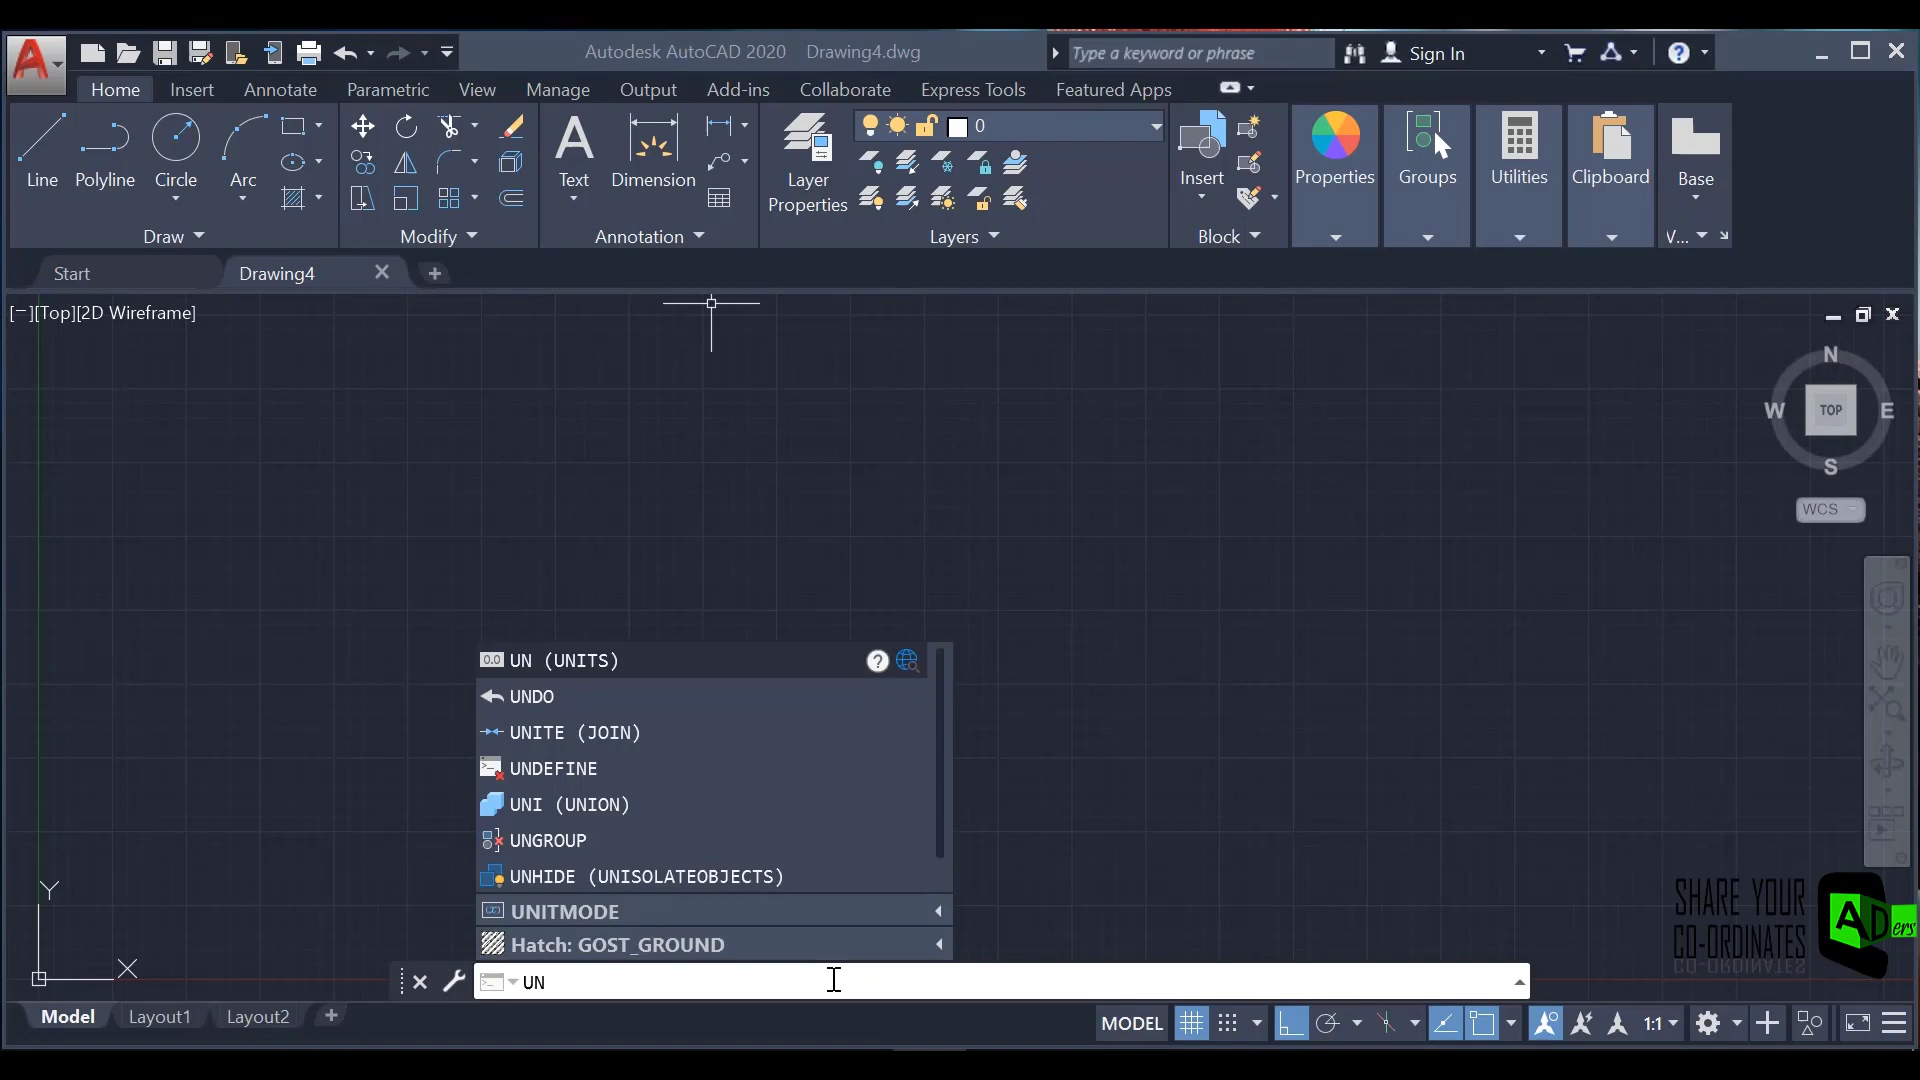 Autodesk AutoCAD 2020 Drawing4.dwg
Type a keyword or phrase
Sign In
Home Insert Annotate Parametric View Manage Output Add-ins Collaborate Express Tools Featured Apps
0
Line Polyline Circle Arc
Text Dimension
Layer
Properties
Insert
Properties Groups Utilities Clipboard Base
Draw Modify Annotation Layers Block V...
Start Drawing4
[−][Top][2D Wireframe]
N
W TOP E
S
WCS
UN (UNITS)
UNDO
UNITE (JOIN)
UNDEFINE
UNI (UNION)
UNGROUP
UNHIDE (UNISOLATEOBJECTS)
UNITMODE
Hatch: GOST_GROUND
UN
Y
X
SHARE YOUR
CO-ORDINATES
ADers
Model Layout1 Layout2
MODEL 1:1